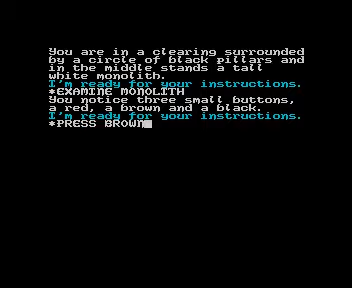 You are in a clearing surrounded
by a circle of black pillars and
in the middle stands a tall
white monolith.
I'm ready for your instructions.
*EXAMINE MONOLITH
You notice three small buttons,
a red, a brown and a black.
I'm ready for your instructions.
*PRESS BROWN